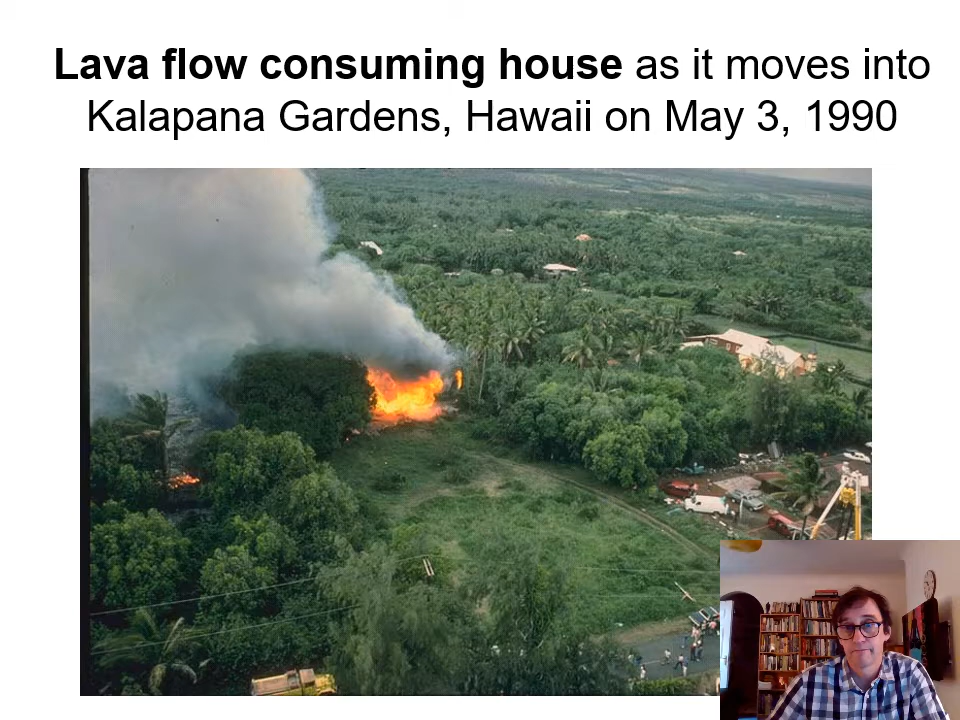 Lava flow consuming house as it moves into
Kalapana Gardens, Hawaii on May 3, 1990